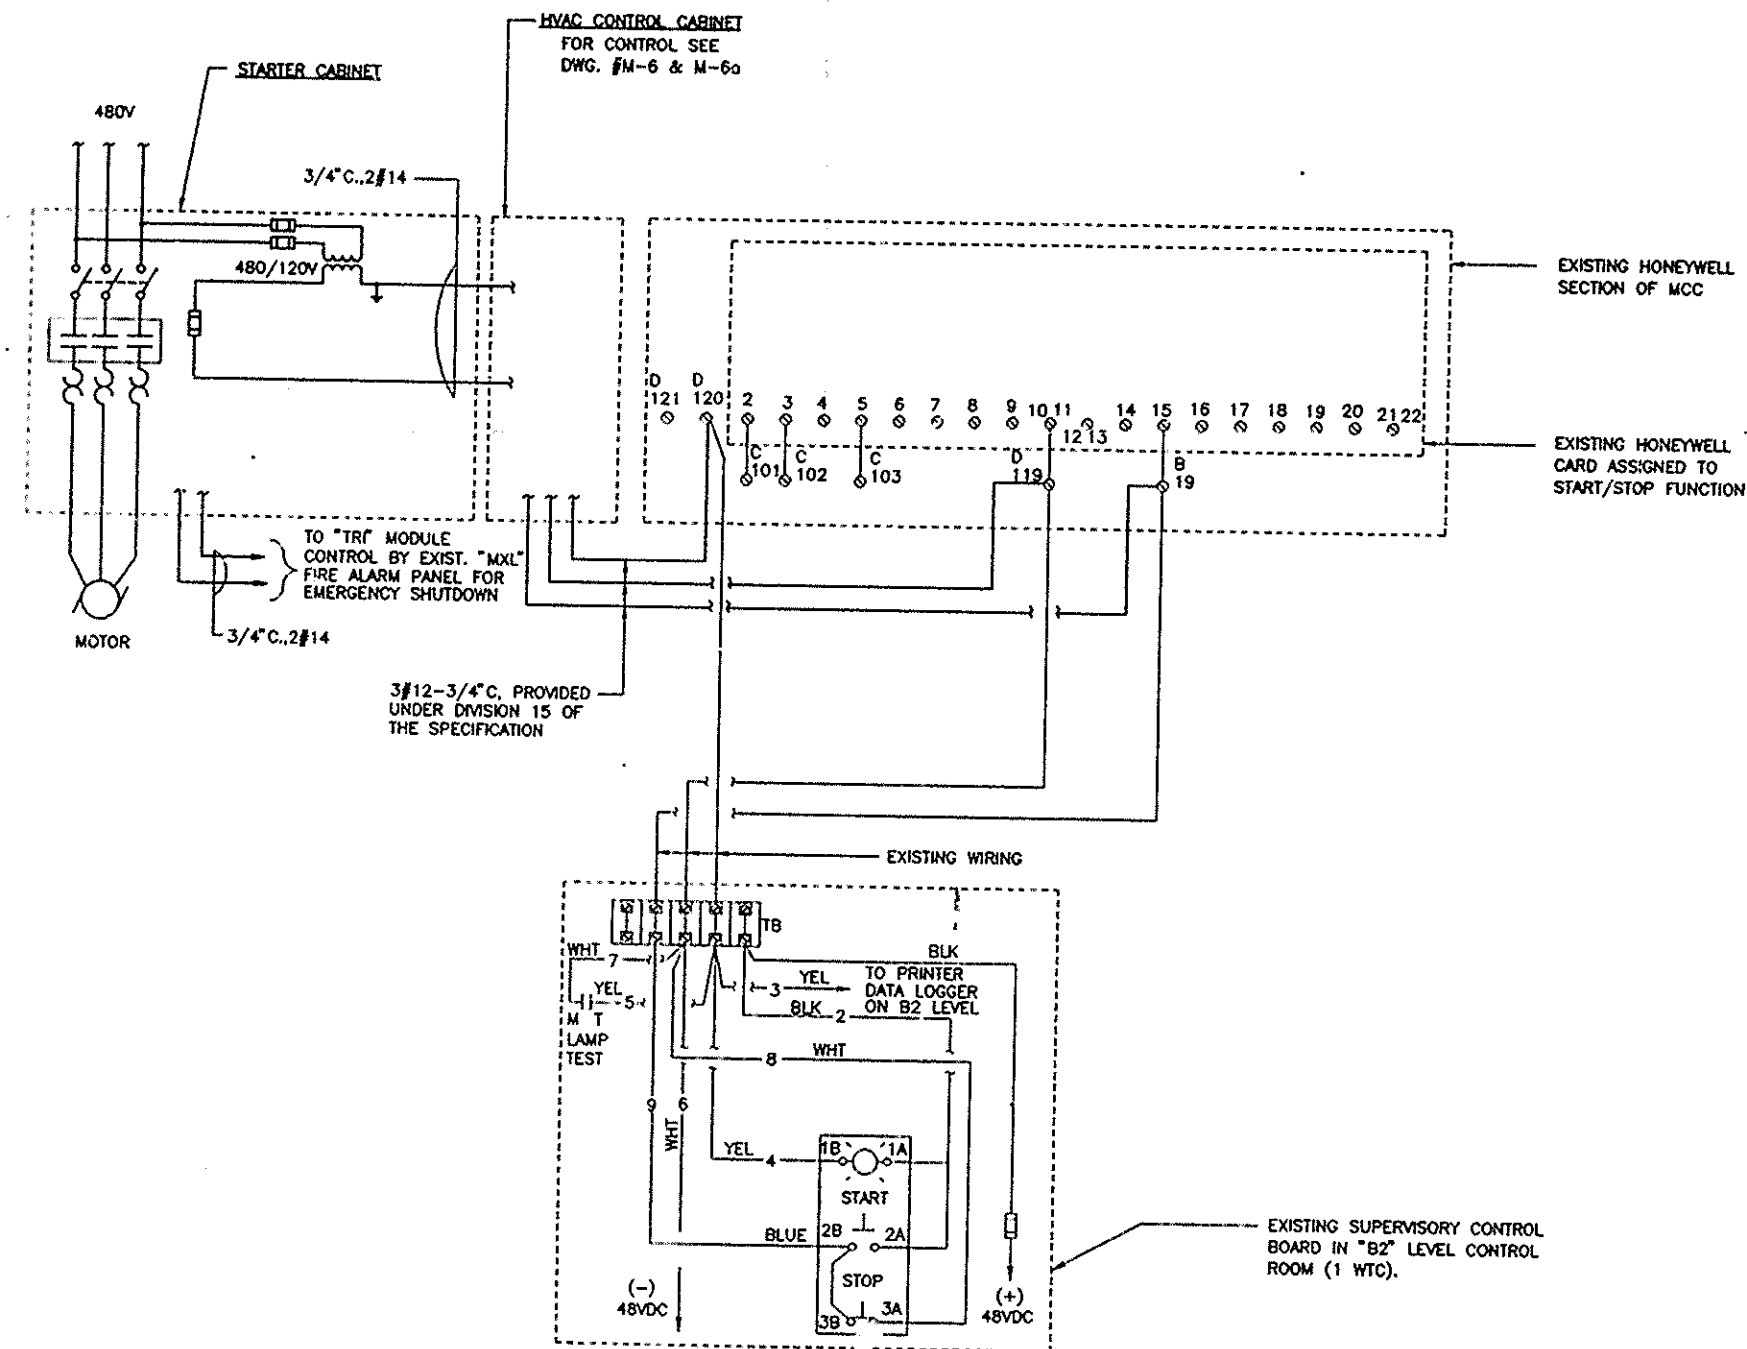 HVAC CONTROL CABINET
FOR CONTROL SEE
DWG. #M-6 & M-6a
STARTER CABINET
480V
3/4"C.,2#14
480/120V
EXISTING HONEYWELL
SECTION OF MCC
D
121
D
120
2
3
4
5
6
7
8
9
10 11
12 13
14
15
16
17
18
19
20
21 22
C
101
C
102
C
103
D
119
B
19
EXISTING HONEYWELL
CARD ASSIGNED TO
START/STOP FUNCTION
TO "TRI" MODULE
CONTROL BY EXIST. "MXL"
FIRE ALARM PANEL FOR
EMERGENCY SHUTDOWN
MOTOR
3/4"C.,2#14
3#12-3/4"C, PROVIDED
UNDER DIVISION 15 OF
THE SPECIFICATION
EXISTING WIRING
TB
WHT
7
BLK
YEL
5
3
YEL
TO PRINTER
DATA LOGGER
ON B2 LEVEL
BLK
2
M T
LAMP
TEST
8
WHT
9
6
WHT
YEL
4
1B
1A
START
BLUE
2B
2A
STOP
3B
3A
(-)
48VDC
(+)
48VDC
EXISTING SUPERVISORY CONTROL
BOARD IN "B2" LEVEL CONTROL
ROOM (1 WTC).